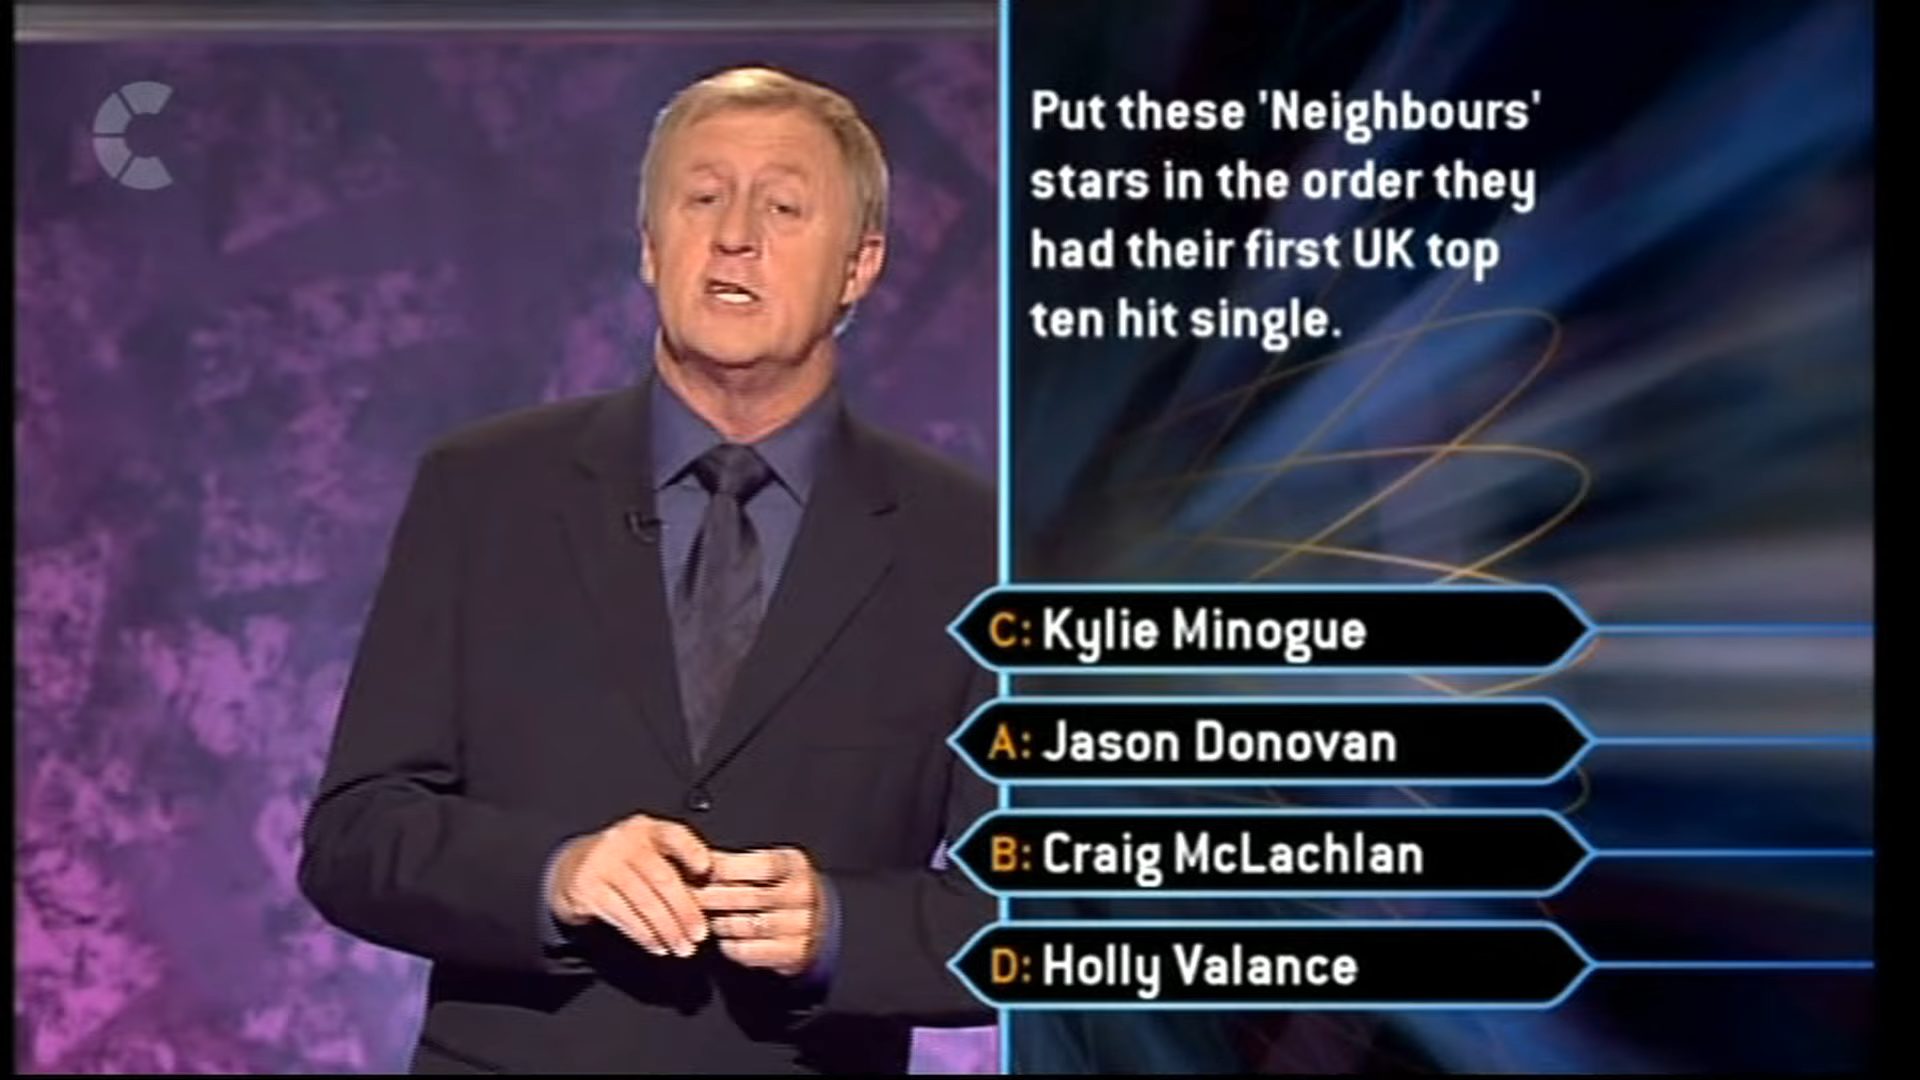 Put these 'Neighbours'
stars in the order they
had their first UK top
ten hit single.
C: Kylie Minogue
A: Jason Donovan
B: Craig McLachlan
D: Holly Valance